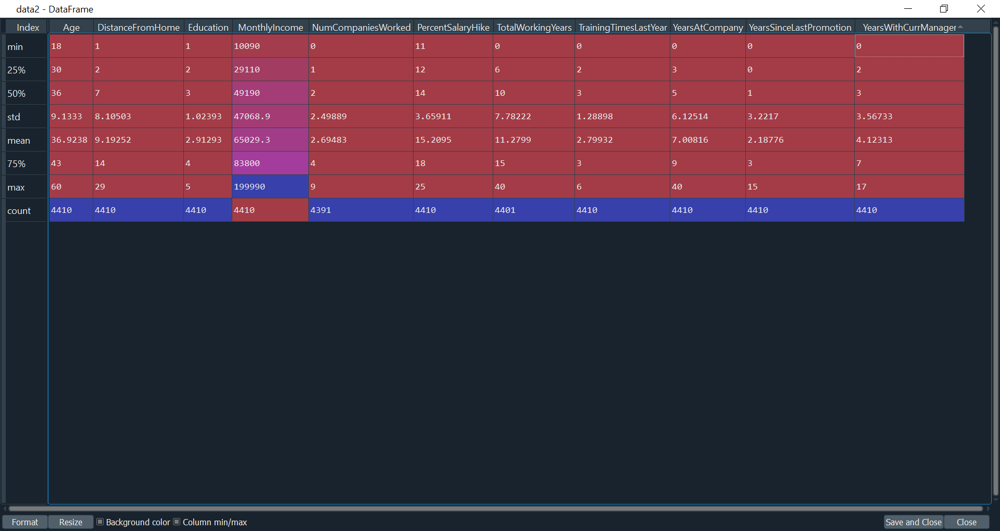 data2 - DataFrame
Index Age DistanceFromHome Education MonthlyIncome NumCompaniesWorked PercentSalaryHike TotalWorkingYears TrainingTimesLastYear YearsAtCompany YearsSinceLastPromotion YearsWithCurrManager
min 18 1 1 10090 0 11 0 0 0 0 0
25% 30 2 2 29110 1 12 6 2 3 0 2
50% 36 7 3 49190 2 14 10 3 5 1 3
std 9.1333 8.10503 1.02393 47068.9 2.49889 3.65911 7.78222 1.28898 6.12514 3.2217 3.56733
mean 36.9238 9.19252 2.91293 65029.3 2.69483 15.2095 11.2799 2.79932 7.00816 2.18776 4.12313
75% 43 14 4 83800 4 18 15 3 9 3 7
max 60 29 5 199990 9 25 40 6 40 15 17
count 4410 4410 4410 4410 4391 4410 4401 4410 4410 4410 4410
Format Resize Background color Column min/max Save and Close Close